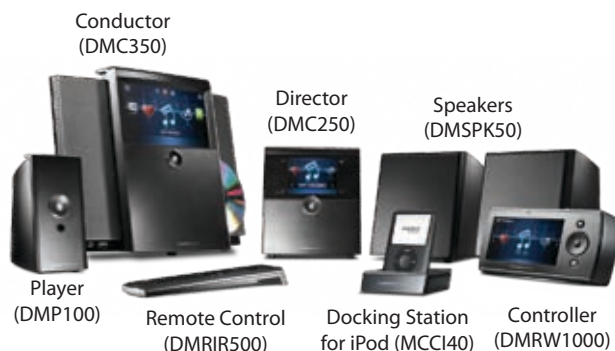 Conductor
(DMC350)
Director
(DMC250)
Speakers
(DMSPK50)
Player
(DMP100)
Remote Control
(DMRIR500)
Docking Station
for iPod (MCCI40)
Controller
(DMRW1000)